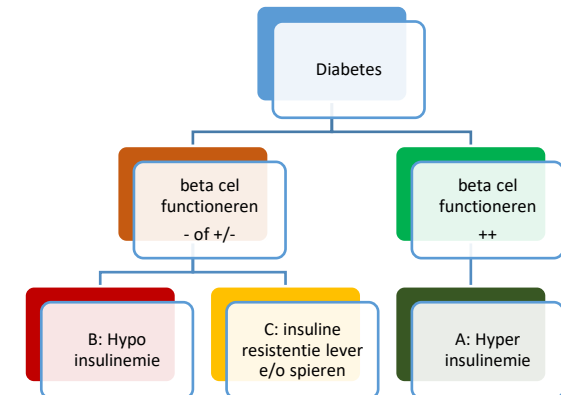 Diabetes
beta cel
functioneren
- of +/-
beta cel
functioneren
++
B: Hypo
insulinemie
C: insuline
resistentie lever
e/o spieren
A: Hyper
insulinemie